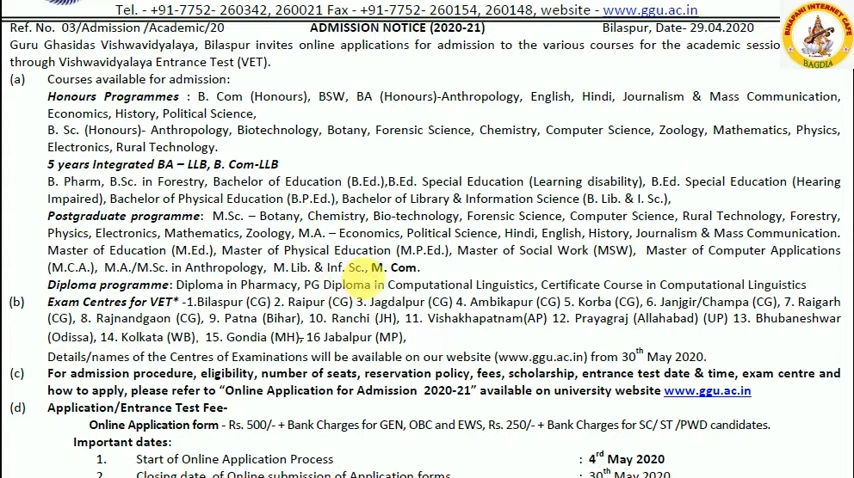 Tel. - +91-7752- 260342, 260021 Fax - +91-7752- 260154, 260148, website - www.ggu.ac.in
Ref. No. 03/Admission /Academic/20 ADMISSION NOTICE (2020-21) Bilaspur, Date- 29.04.2020
Guru Ghasidas Vishwavidyalaya, Bilaspur invites online applications for admission to the various courses for the academic sessio
through Vishwavidyalaya Entrance Test (VET).
(a) Courses available for admission:
Honours Programmes : B. Com (Honours), BSW, BA (Honours)-Anthropology, English, Hindi, Journalism & Mass Communication,
Economics, History, Political Science,
B. Sc. (Honours)- Anthropology, Biotechnology, Botany, Forensic Science, Chemistry, Computer Science, Zoology, Mathematics, Physics,
Electronics, Rural Technology.
5 years Integrated BA – LLB, B. Com-LLB
B. Pharm, B.Sc. in Forestry, Bachelor of Education (B.Ed.),B.Ed. Special Education (Learning disability), B.Ed. Special Education (Hearing
Impaired), Bachelor of Physical Education (B.P.Ed.), Bachelor of Library & Information Science (B. Lib. & I. Sc.),
Postgraduate programme: M.Sc. – Botany, Chemistry, Bio-technology, Forensic Science, Computer Science, Rural Technology, Forestry,
Physics, Electronics, Mathematics, Zoology, M.A. – Economics, Political Science, Hindi, English, History, Journalism & Mass Communication.
Master of Education (M.Ed.), Master of Physical Education (M.P.Ed.), Master of Social Work (MSW), Master of Computer Applications
(M.C.A.), M.A./M.Sc. in Anthropology, M. Lib. & Inf. Sc., M. Com.
Diploma programme: Diploma in Pharmacy, PG Diploma in Computational Linguistics, Certificate Course in Computational Linguistics
(b) Exam Centres for VET* -1.Bilaspur (CG) 2. Raipur (CG) 3. Jagdalpur (CG) 4. Ambikapur (CG) 5. Korba (CG), 6. Janjgir/Champa (CG), 7. Raigarh
(CG), 8. Rajnandgaon (CG), 9. Patna (Bihar), 10. Ranchi (JH), 11. Vishakhapatnam(AP) 12. Prayagraj (Allahabad) (UP) 13. Bhubaneshwar
(Odissa), 14. Kolkata (WB), 15. Gondia (MH),- 16 Jabalpur (MP),
Details/names of the Centres of Examinations will be available on our website (www.ggu.ac.in) from 30th May 2020.
(c) For admission procedure, eligibility, number of seats, reservation policy, fees, scholarship, entrance test date & time, exam centre and
how to apply, please refer to “Online Application for Admission 2020-21” available on university website www.ggu.ac.in
(d) Application/Entrance Test Fee-
Online Application form - Rs. 500/- + Bank Charges for GEN, OBC and EWS, Rs. 250/- + Bank Charges for SC/ ST /PWD candidates.
Important dates:
1. Start of Online Application Process : 4rd May 2020
2. Closing date of Online submission of Application forms : 30th May 2020
BINAPANI INTERNET CAFE
BAGDIA